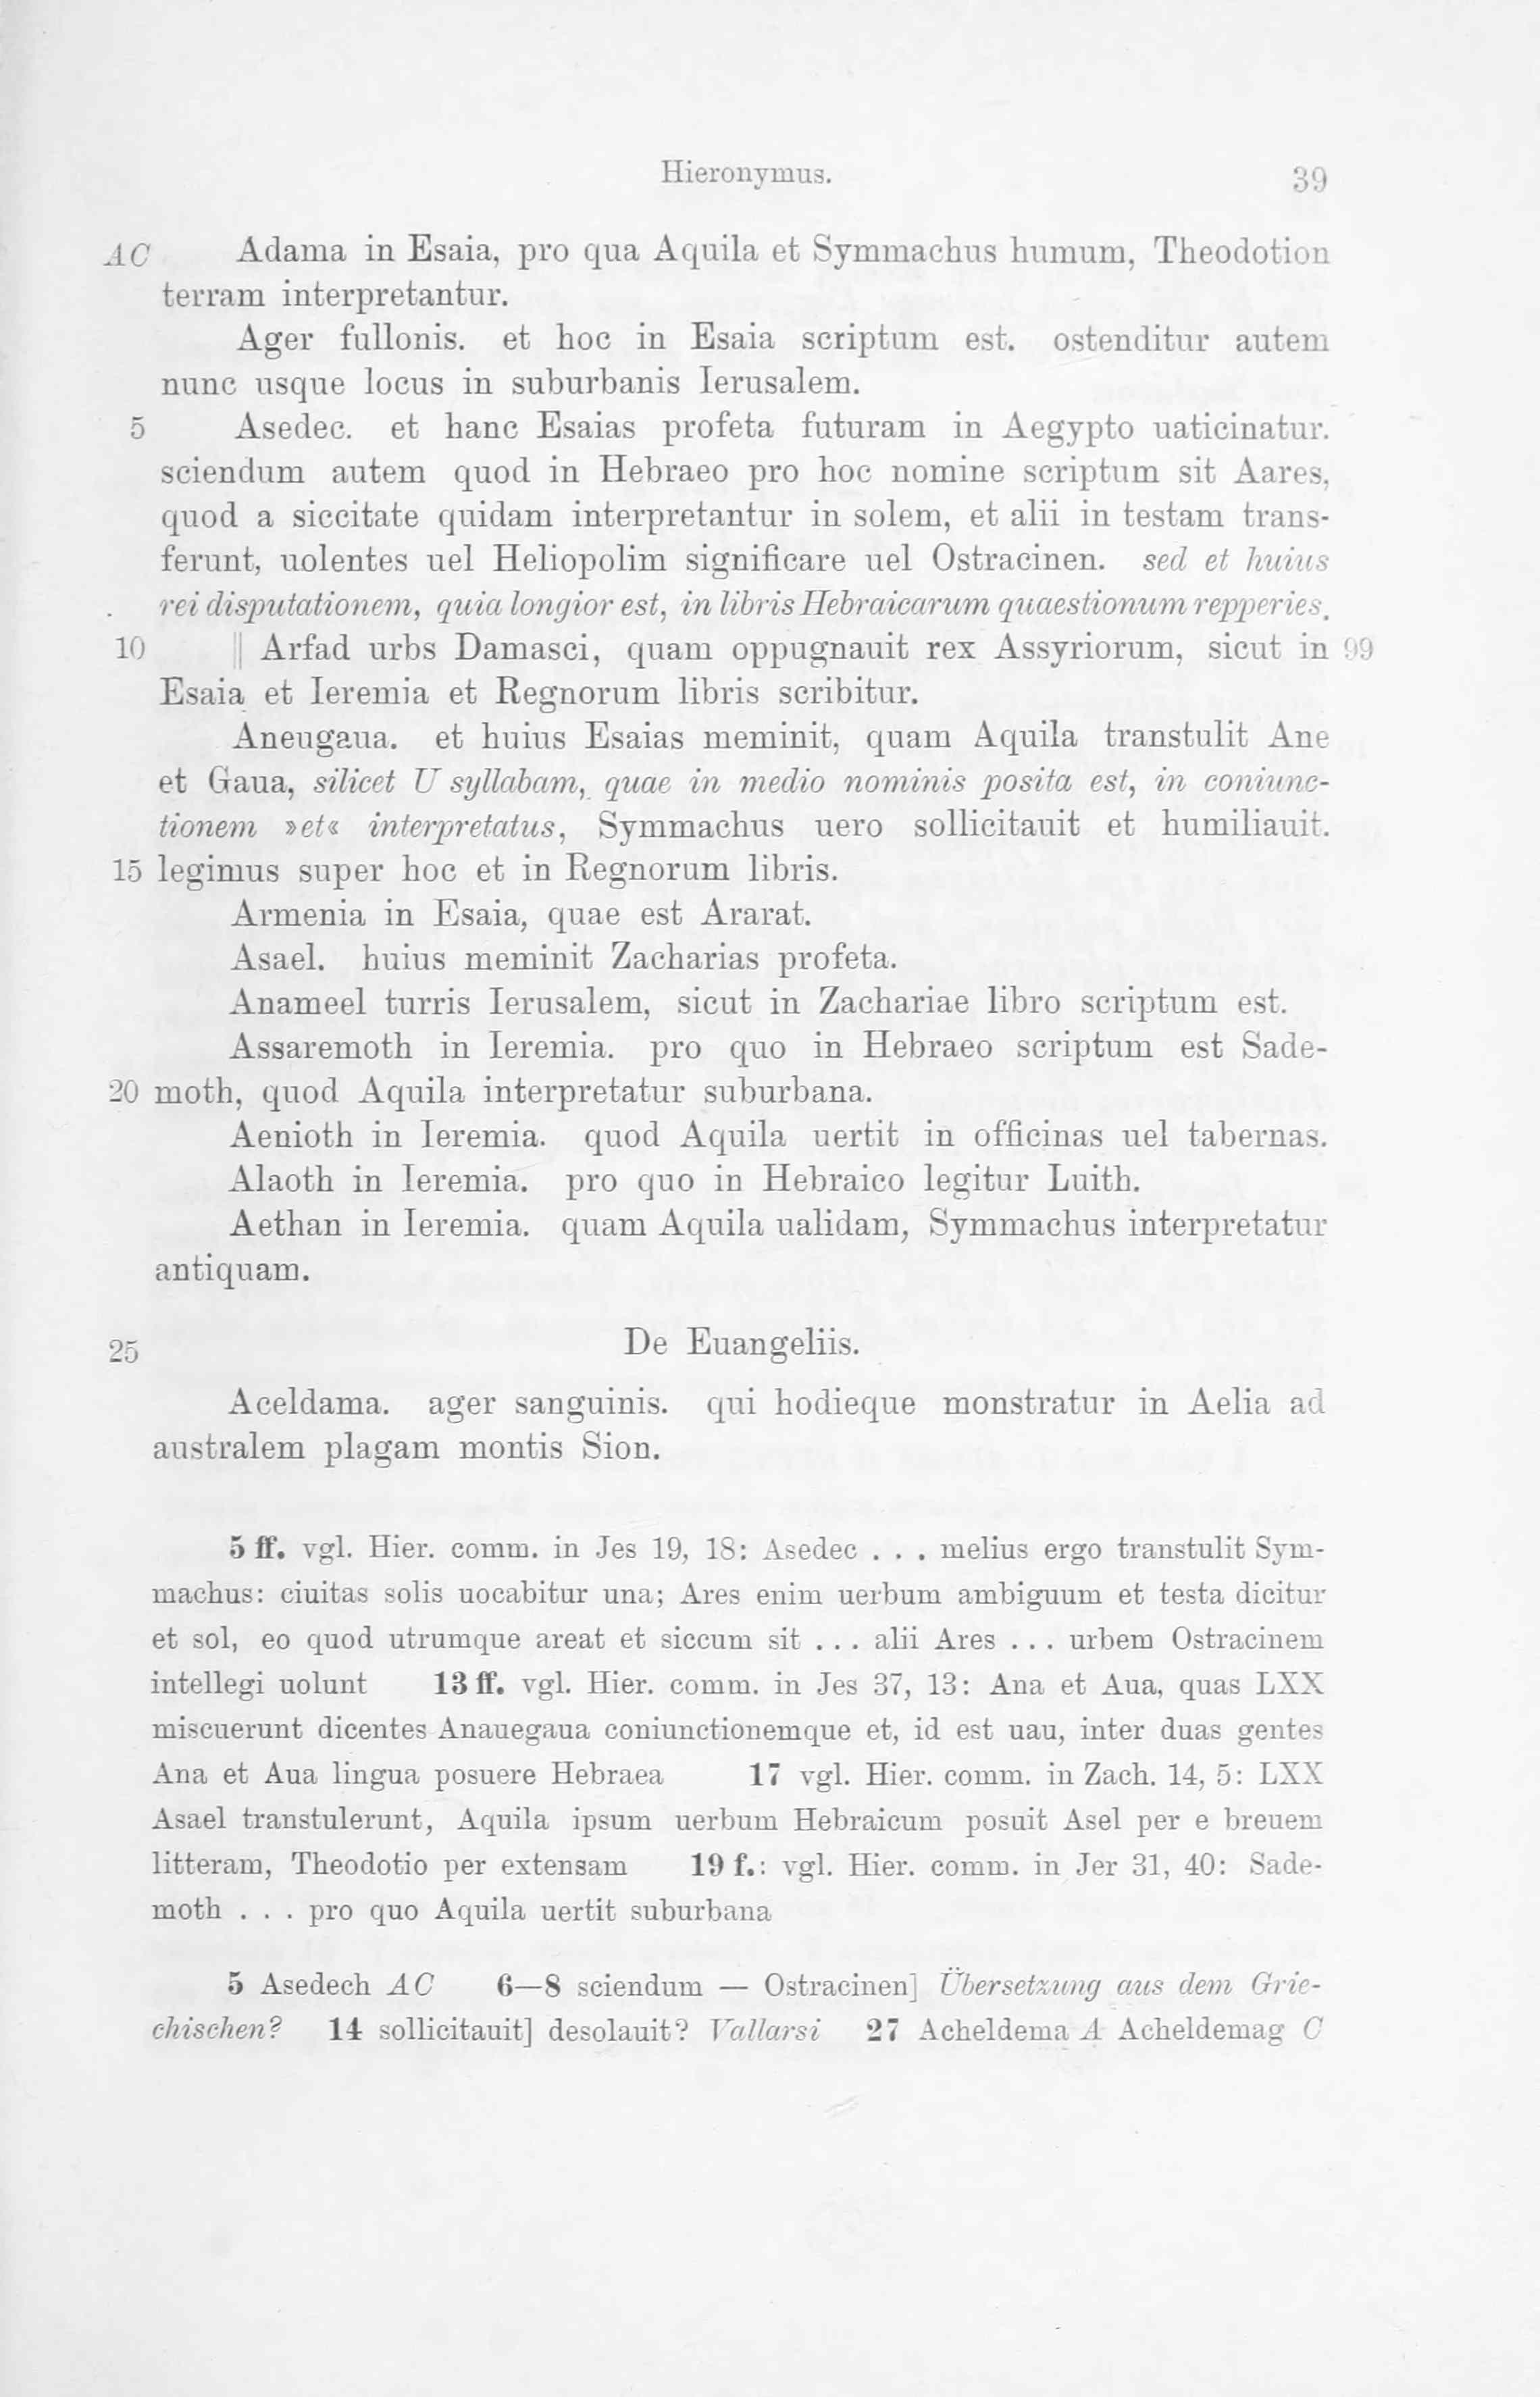 Hieronymus. 39
AC Adama in Esaia, pro qua Aquila et Symmachus humum, Theodotion
terram interpretantur.
Ager fullonis. et hoc in Esaia scriptum est. ostenditur autem
nunc usque locus in suburbanis Ierusalem.
5 Asedec. et hanc Esaias profeta futuram in Aegypto uaticinatur.
sciendum autem quod in Hebraeo pro hoc nomine scriptum sit Aares,
quod a siccitate quidam interpretantur in solem, et alii in testam trans-
ferunt, uolentes uel Heliopolim significare uel Ostracinen. sed et huius
rei disputationem, quia longior est, in libris Hebraicarum quaestionum repperies.
10 || Arfad urbs Damasci, quam oppugnauit rex Assyriorum, sicut in 99
Esaia et Ieremia et Regnorum libris scribitur.
Aneugaua. et huius Esaias meminit, quam Aquila transtulit Ane
et Gaua, silicet U syllabam, quae in medio nominis posita est, in coniunc-
tionem »et« interpretatus, Symmachus uero sollicitauit et humiliauit.
15 legimus super hoc et in Regnorum libris.
Armenia in Esaia, quae est Ararat.
Asael. huius meminit Zacharias profeta.
Anameel turris Ierusalem, sicut in Zachariae libro scriptum est.
Assaremoth in Ieremia. pro quo in Hebraeo scriptum est Sade-
20 moth, quod Aquila interpretatur suburbana.
Aenioth in Ieremia. quod Aquila uertit in officinas uel tabernas.
Alaoth in Ieremia. pro quo in Hebraico legitur Luith.
Aethan in Ieremia. quam Aquila ualidam, Symmachus interpretatur
antiquam.
25 De Euangeliis.
Aceldama. ager sanguinis. qui hodieque monstratur in Aelia ad
australem plagam montis Sion.
5 ff. vgl. Hier. comm. in Jes 19, 18: Asedec . . . melius ergo transtulit Sym-
machus: ciuitas solis uocabitur una; Ares enim uerbum ambiguum et testa dicitur
et sol, eo quod utrumque areat et siccum sit . . . alii Ares . . . urbem Ostracinem
intellegi uolunt 13 ff. vgl. Hier. comm. in Jes 37, 13: Ana et Aua, quas LXX
miscuerunt dicentes Anauegaua coniunctionemque et, id est uau, inter duas gentes
Ana et Aua lingua posuere Hebraea 17 vgl. Hier. comm. in Zach. 14, 5: LXX
Asael transtulerunt, Aquila ipsum uerbum Hebraicum posuit Asel per e breuem
litteram, Theodotio per extensam 19 f.: vgl. Hier. comm. in Jer 31, 40: Sade-
moth . . . pro quo Aquila uertit suburbana
5 Asedech AC 6—8 sciendum — Ostracinen] Übersetzung aus dem Grie-
chischen? 14 sollicitauit] desolauit? Vallarsi 27 Acheldema A Acheldemag C